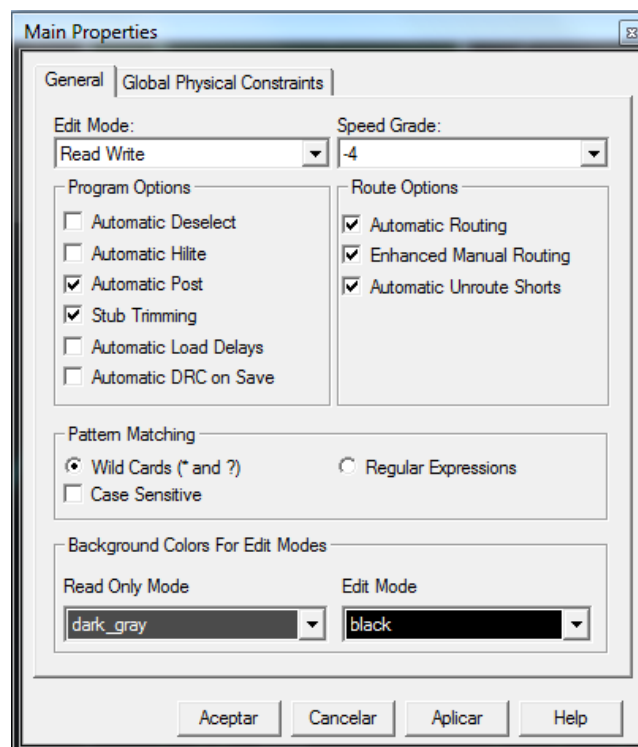 Main Properties
General Global Physical Constraints
Edit Mode: Speed Grade:
Read Write -4
Program Options Route Options
Automatic Deselect Automatic Routing
Automatic Hilite Enhanced Manual Routing
Automatic Post Automatic Unroute Shorts
Stub Trimming
Automatic Load Delays
Automatic DRC on Save
Pattern Matching
Wild Cards (* and ?) Regular Expressions
Case Sensitive
Background Colors For Edit Modes
Read Only Mode Edit Mode
dark_gray black
Aceptar Cancelar Aplicar Help